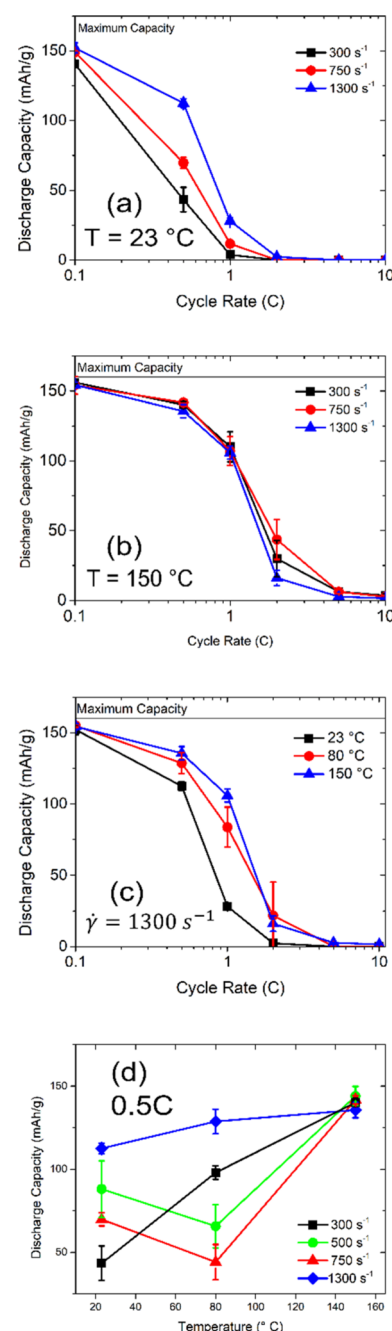 Maximum Capacity
300 s⁻¹
750 s⁻¹
1300 s⁻¹
150
100
50
0
Discharge Capacity (mAh/g)
(a)
T = 23 °C
0.1 1 10
Cycle Rate (C)
Maximum Capacity
300 s⁻¹
750 s⁻¹
1300 s⁻¹
150
100
50
0
Discharge Capacity (mAh/g)
(b)
T = 150 °C
0.1 1 10
Cycle Rate (C)
Maximum Capacity
23 °C
80 °C
150 °C
150
100
50
0
Discharge Capacity (mAh/g)
(c)
γ̇ = 1300 s⁻¹
0.1 1 10
Cycle Rate (C)
(d)
0.5C
150
100
50
Discharge Capacity (mAh/g)
300 s⁻¹
500 s⁻¹
750 s⁻¹
1300 s⁻¹
20 40 60 80 100 120 140 160
Temperature (° C)